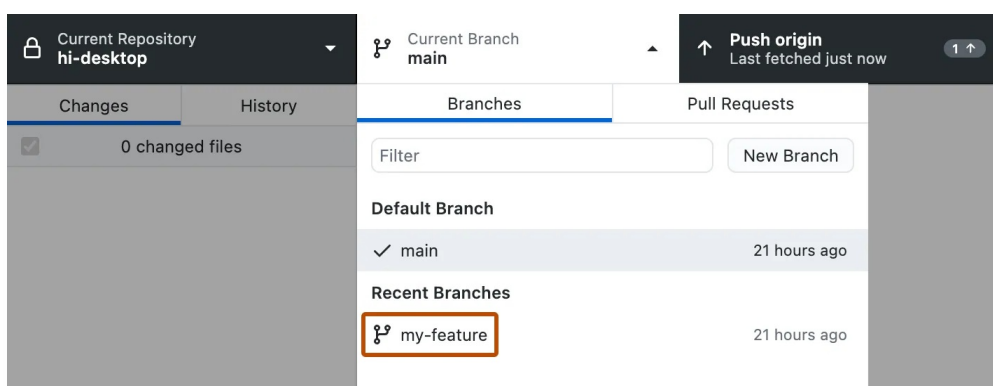 Current Repository
hi-desktop
Current Branch
main
Push origin
Last fetched just now
1 ↑
Changes
History
Branches
Pull Requests
0 changed files
Filter
New Branch
Default Branch
main
21 hours ago
Recent Branches
my-feature
21 hours ago